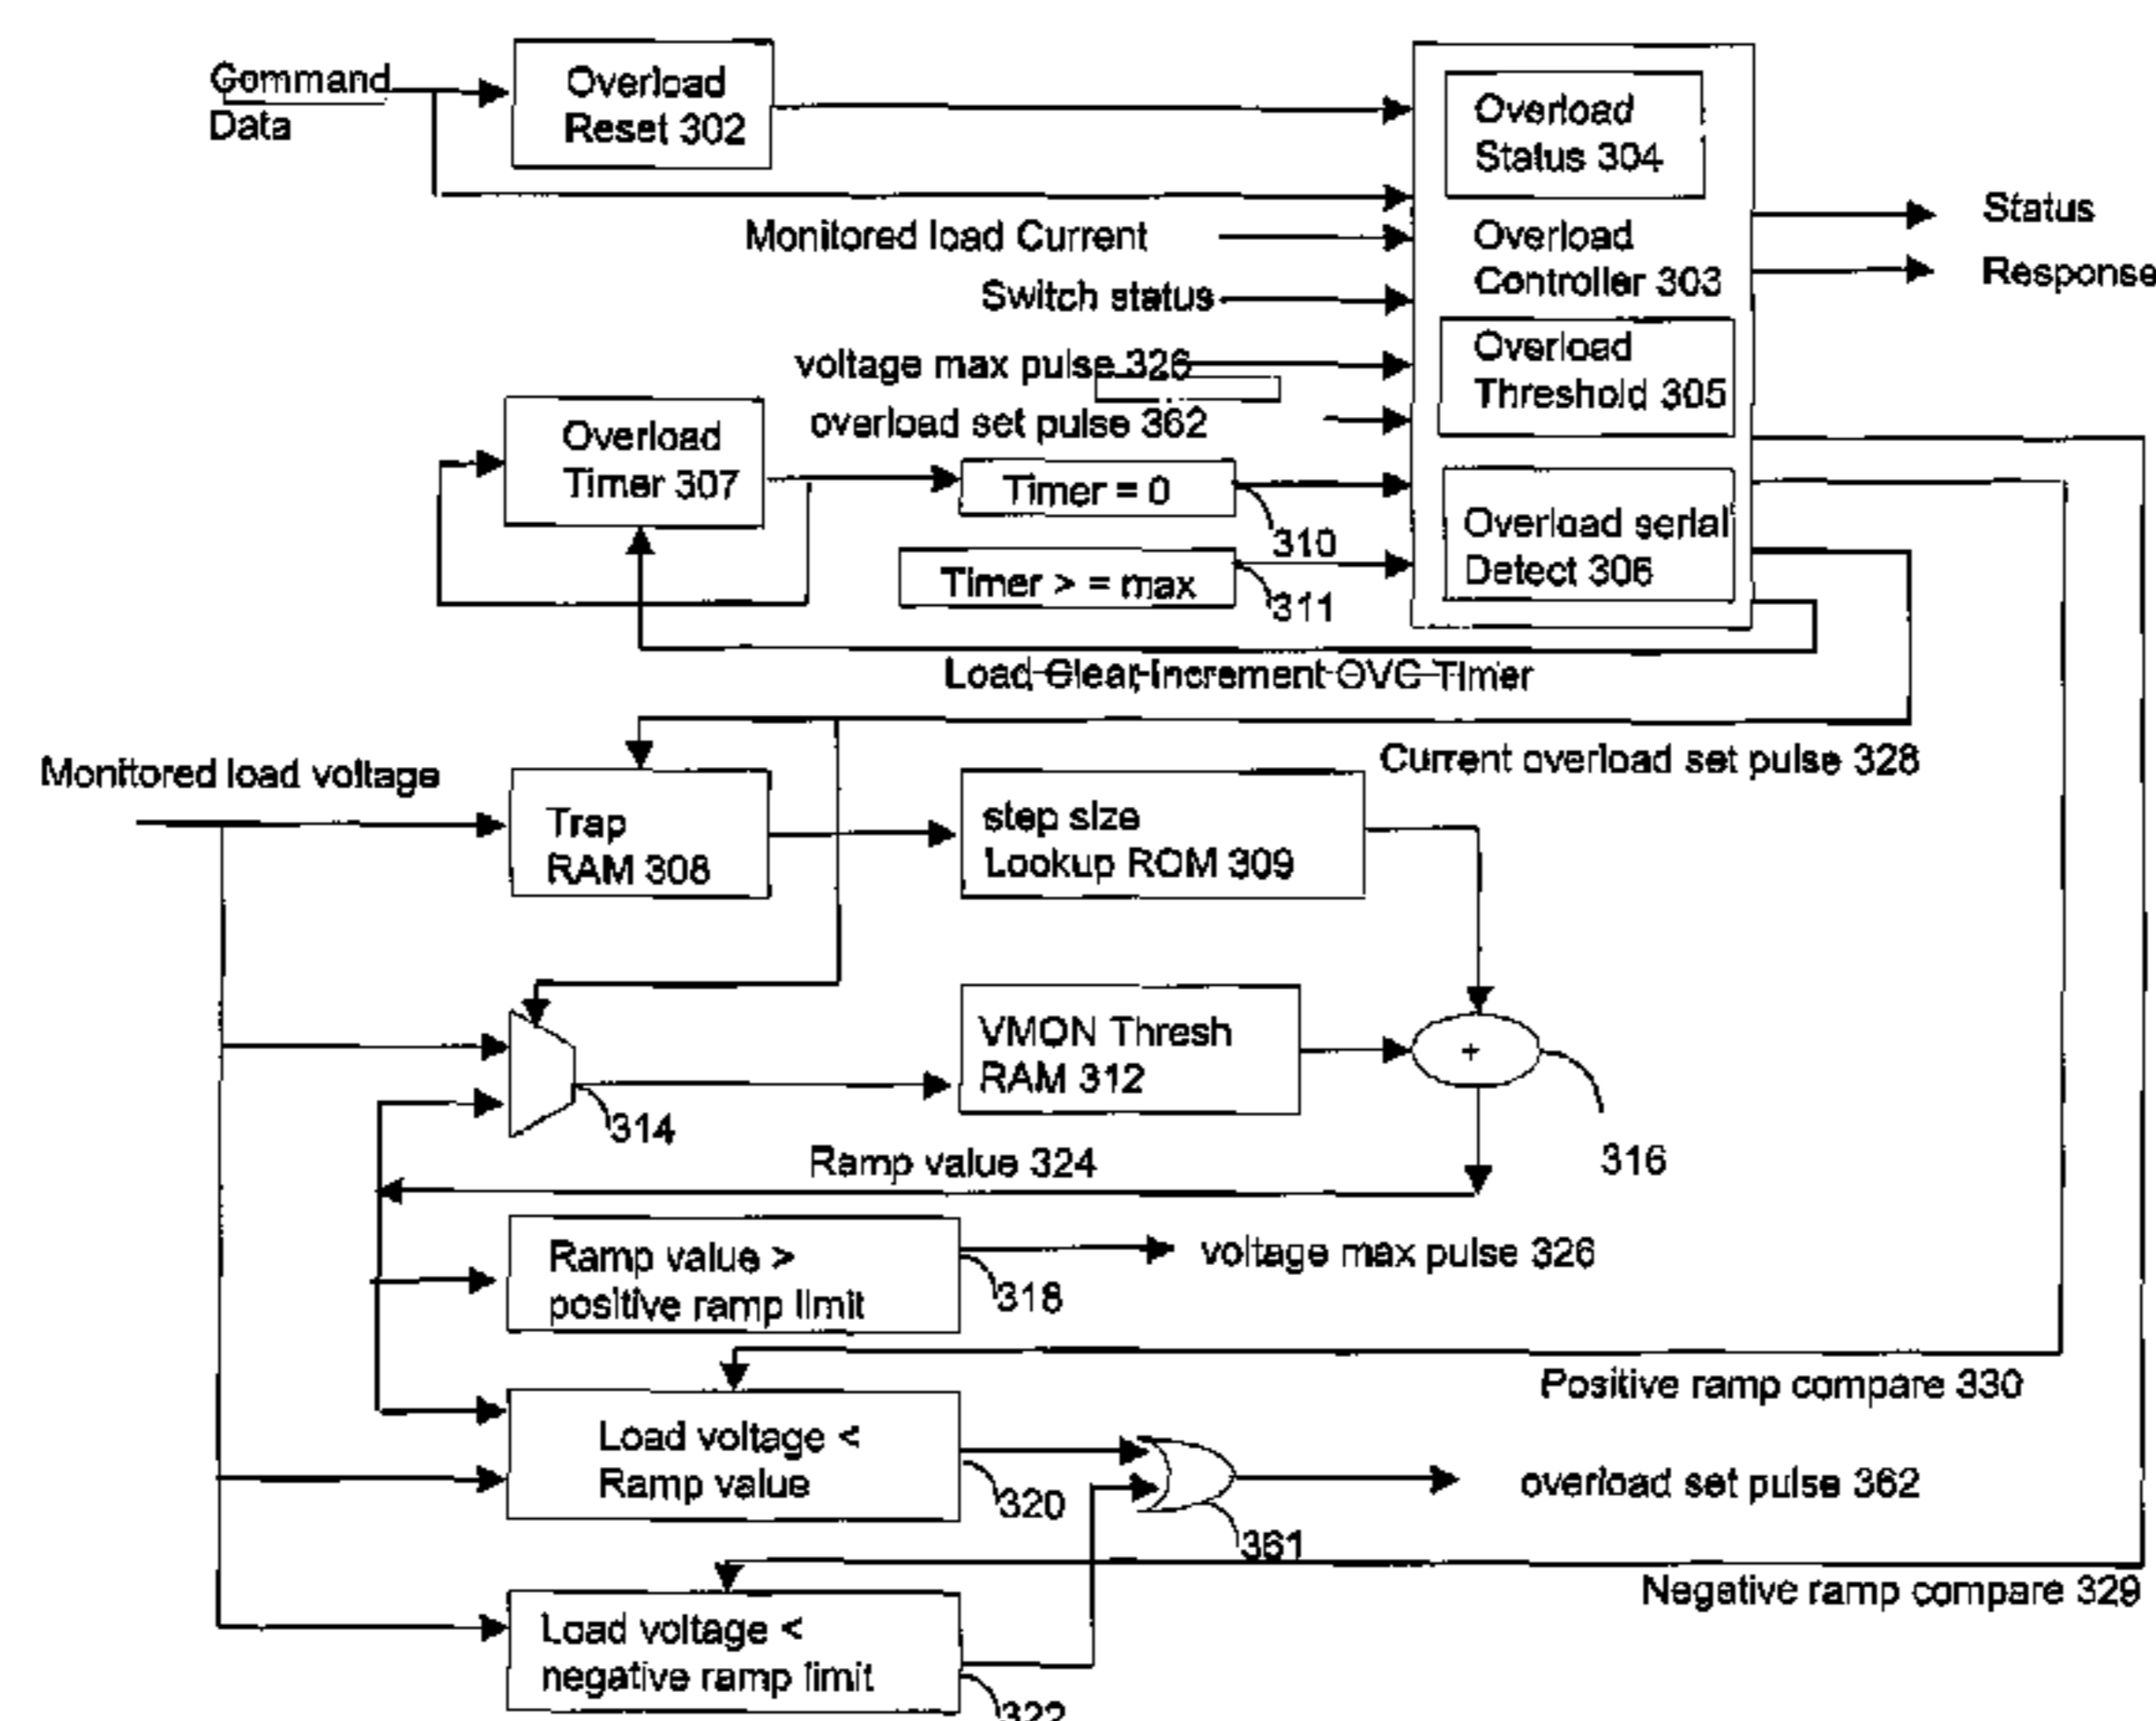 Command
Data
Overload
Reset 302
Overload
Status 304
Monitored load Current
Overload
Controller 303
Status
Response
Switch status
voltage max pulse 326
Overload
Threshold 305
overload set pulse 362
Overload
Timer 307
Timer = 0
310
Overload serial
Detect 306
Timer > = max
311
Load, Clear, Increment OVC Timer
Current overload set pulse 328
Monitored load voltage
Trap
RAM 308
step size
Lookup ROM 309
VMON Thresh
RAM 312
+
314
316
Ramp value 324
Ramp value >
positive ramp limit
318
voltage max pulse 326
Positive ramp compare 330
Load voltage <
Ramp value
320
overload set pulse 362
361
Negative ramp compare 329
Load voltage <
negative ramp limit
322